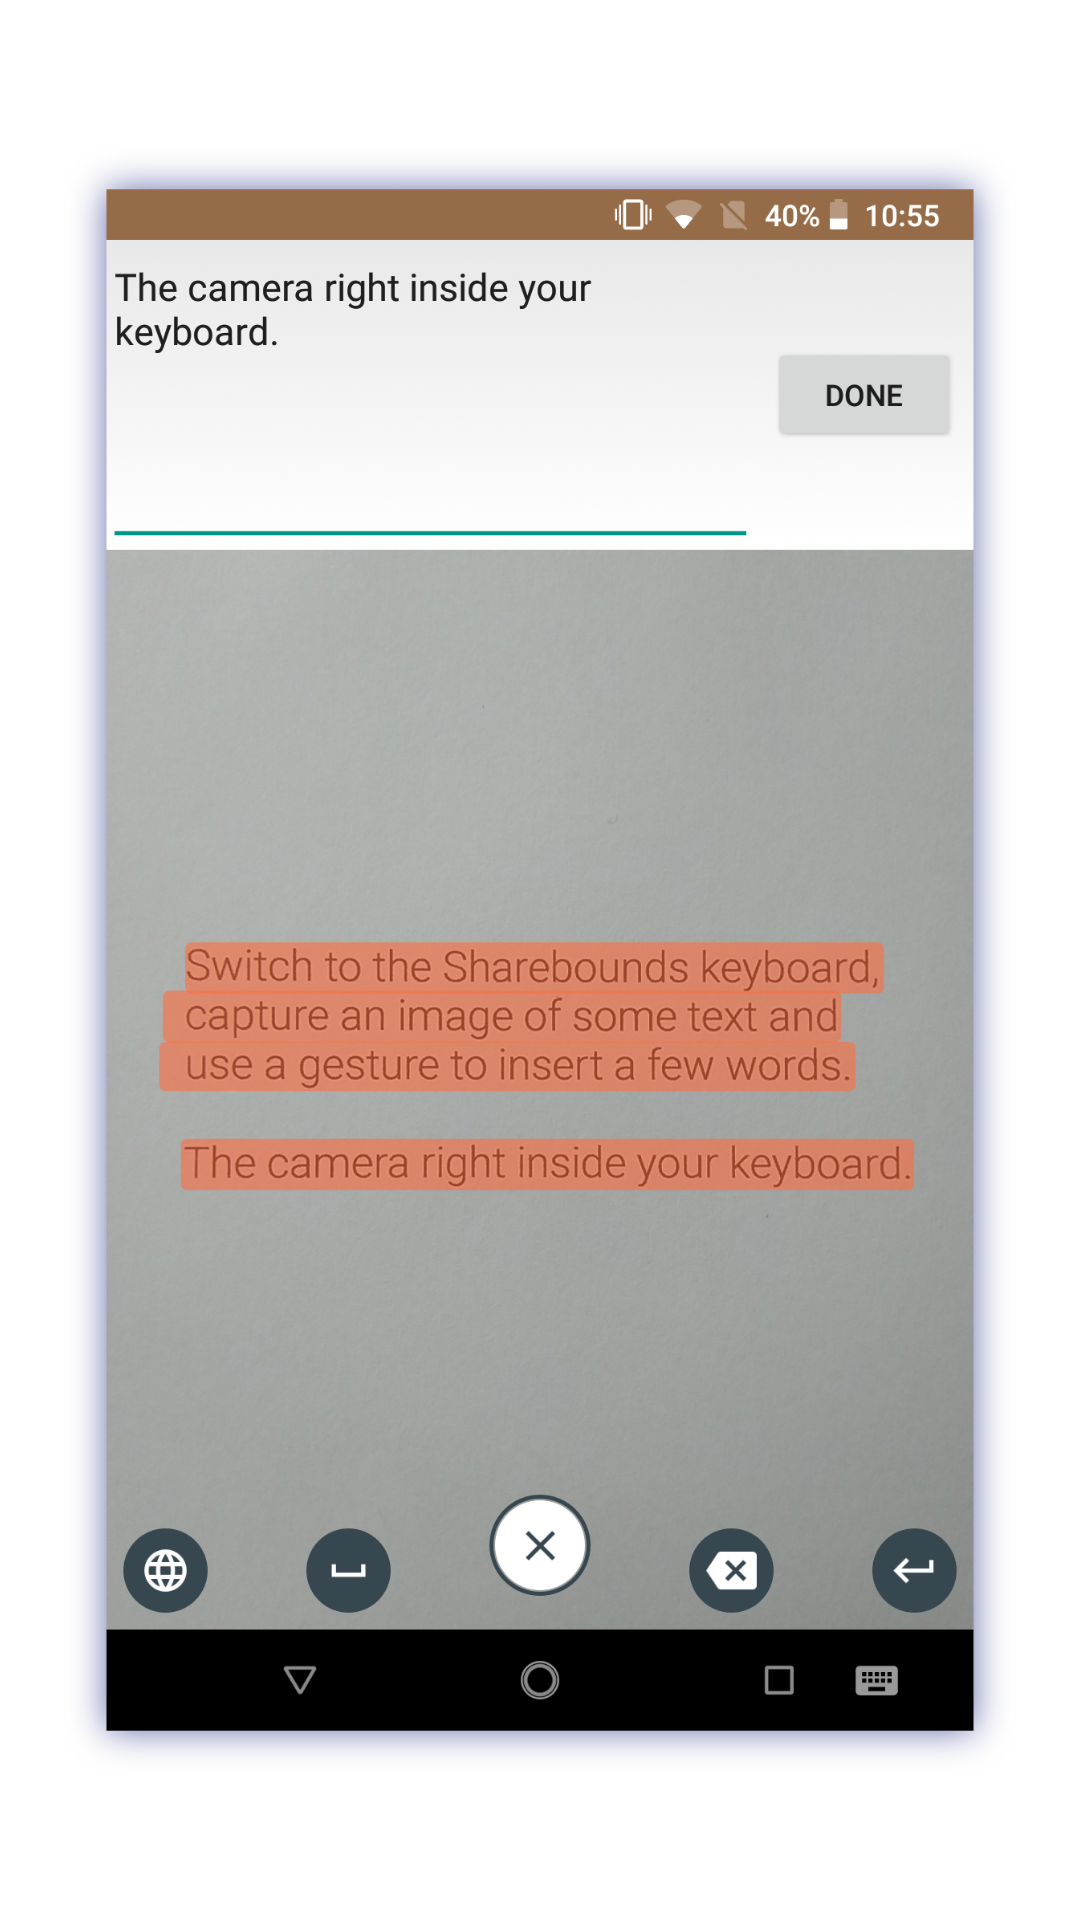 40% 10:55
The camera right inside your
keyboard.
DONE
Switch to the Sharebounds keyboard,
capture an image of some text and
use a gesture to insert a few words.
The camera right inside your keyboard.